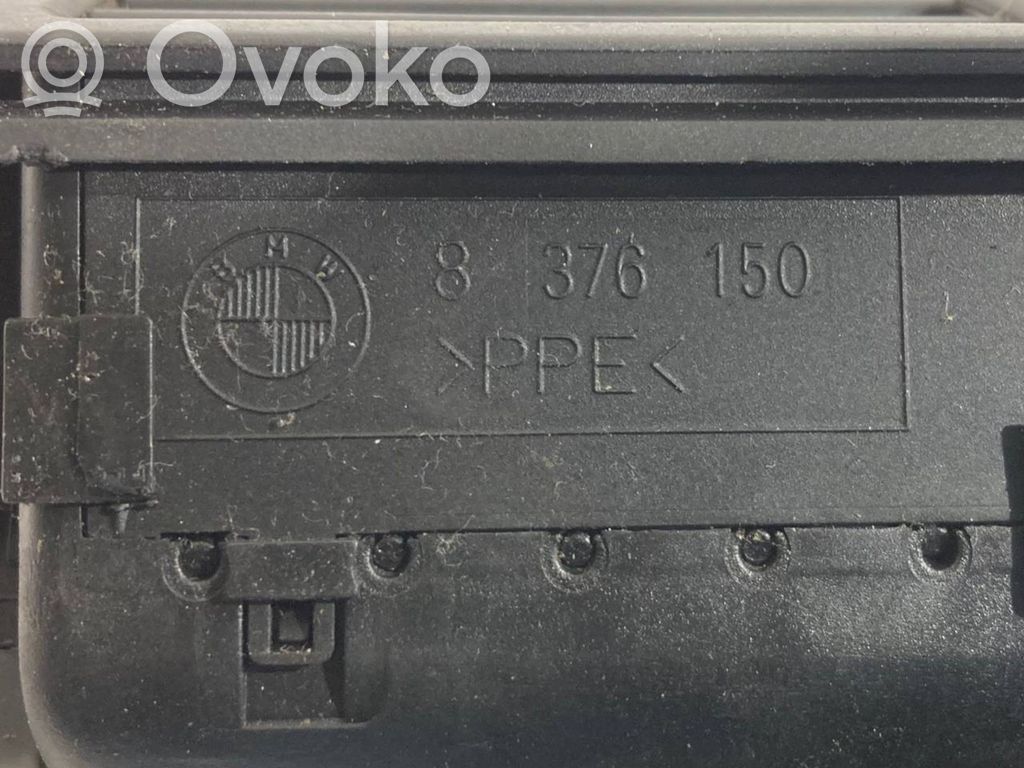 Ovoko
BMW
8 376 150
>PPE<